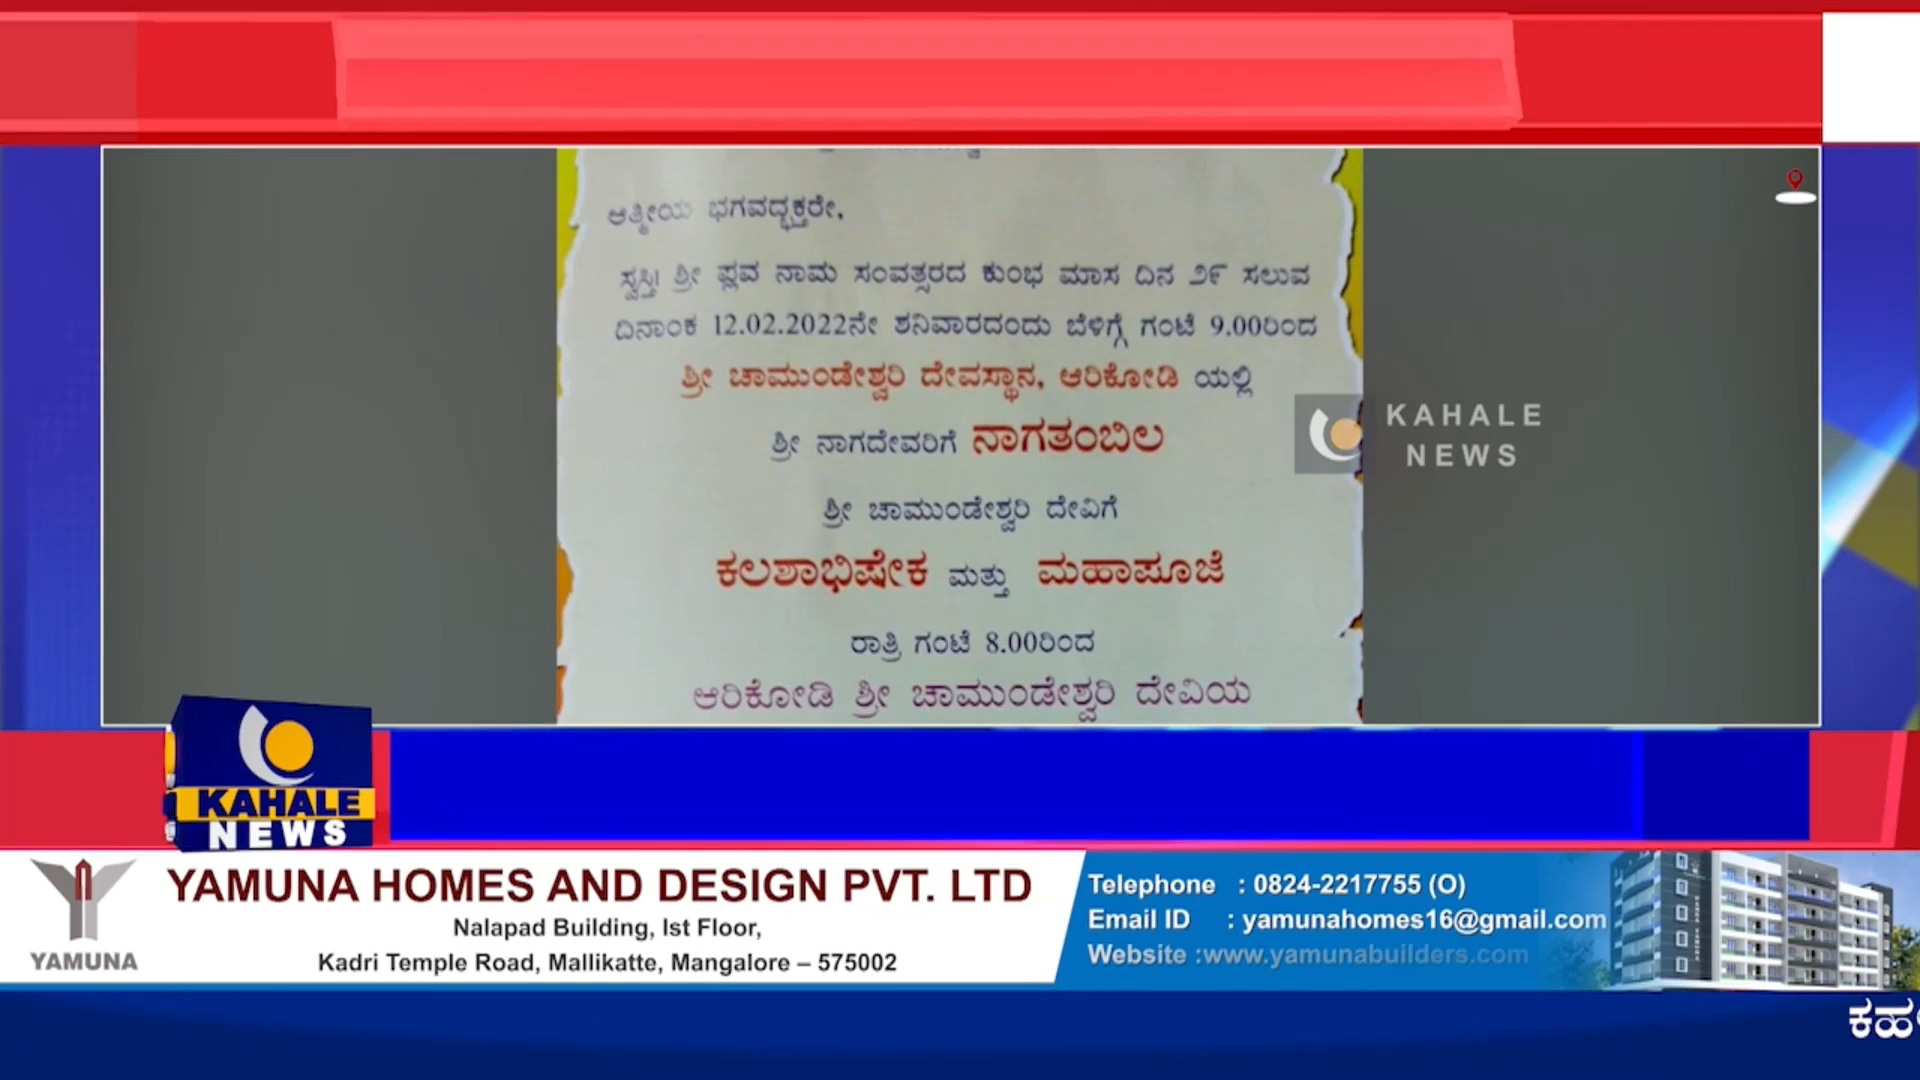 ಆತ್ಮೀಯ ಭಗವದ್ಭಕ್ತರೇ,
ಸ್ವಸ್ತಿ। ಶ್ರೀ ಪ್ಲವ ನಾಮ ಸಂವತ್ಸರದ ಕುಂಭ ಮಾಸ ದಿನ ೨೯ ಸಲುವ
ದಿನಾಂಕ 12.02.2022ನೇ ಶನಿವಾರದಂದು ಬೆಳಿಗ್ಗೆ ಗಂಟೆ 9.00ರಿಂದ
ಶ್ರೀ ಚಾಮುಂಡೇಶ್ವರಿ ದೇವಸ್ಥಾನ, ಆರಿಕೋಡಿ ಯಲ್ಲಿ
ಶ್ರೀ ನಾಗದೇವರಿಗೆ ನಾಗತಂಬಿಲ
KAHALE
NEWS
ಶ್ರೀ ಚಾಮುಂಡೇಶ್ವರಿ ದೇವಿಗೆ
ಕಲಶಾಭಿಷೇಕ ಮತ್ತು ಮಹಾಪೂಜೆ
ರಾತ್ರಿ ಗಂಟೆ 8.00ರಿಂದ
ಆರಿಕೋಡಿ ಶ್ರೀ ಚಾಮುಂಡೇಶ್ವರಿ ದೇವಿಯ
KAHALE
NEWS
YAMUNA
YAMUNA HOMES AND DESIGN PVT. LTD
Nalapad Building, Ist Floor,
Kadri Temple Road, Mallikatte, Mangalore – 575002
Telephone : 0824-2217755 (O)
Email ID : yamunahomes16@gmail.com
Website :www.yamunabuilders.com